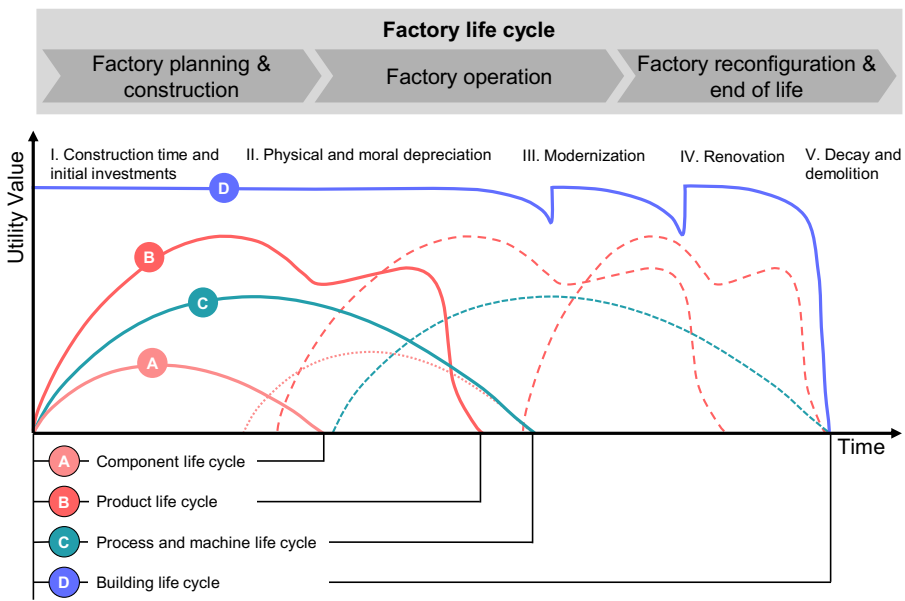 Factory life cycle
Factory planning &
construction
Factory operation
Factory reconfiguration &
end of life
I. Construction time and
initial investments
II. Physical and moral depreciation
III. Modernization
IV. Renovation
V. Decay and
demolition
Utility Value
D
B
C
A
Time
A Component life cycle
B Product life cycle
C Process and machine life cycle
D Building life cycle